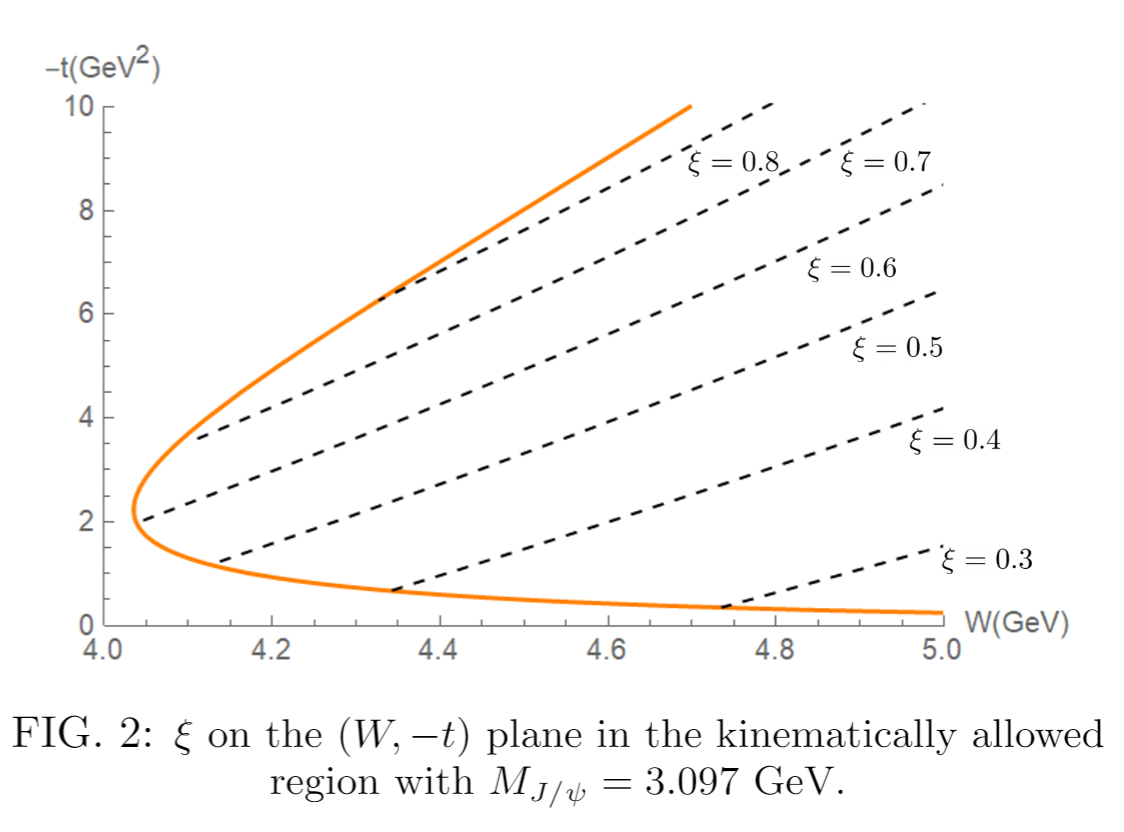 −t(GeV²)
10
8
6
4
2
0
4.0 4.2 4.4 4.6 4.8 5.0
W(GeV)
ξ = 0.8
ξ = 0.7
ξ = 0.6
ξ = 0.5
ξ = 0.4
ξ = 0.3
FIG. 2: ξ on the (W, −t) plane in the kinematically allowed
region with M_{J/ψ} = 3.097 GeV.